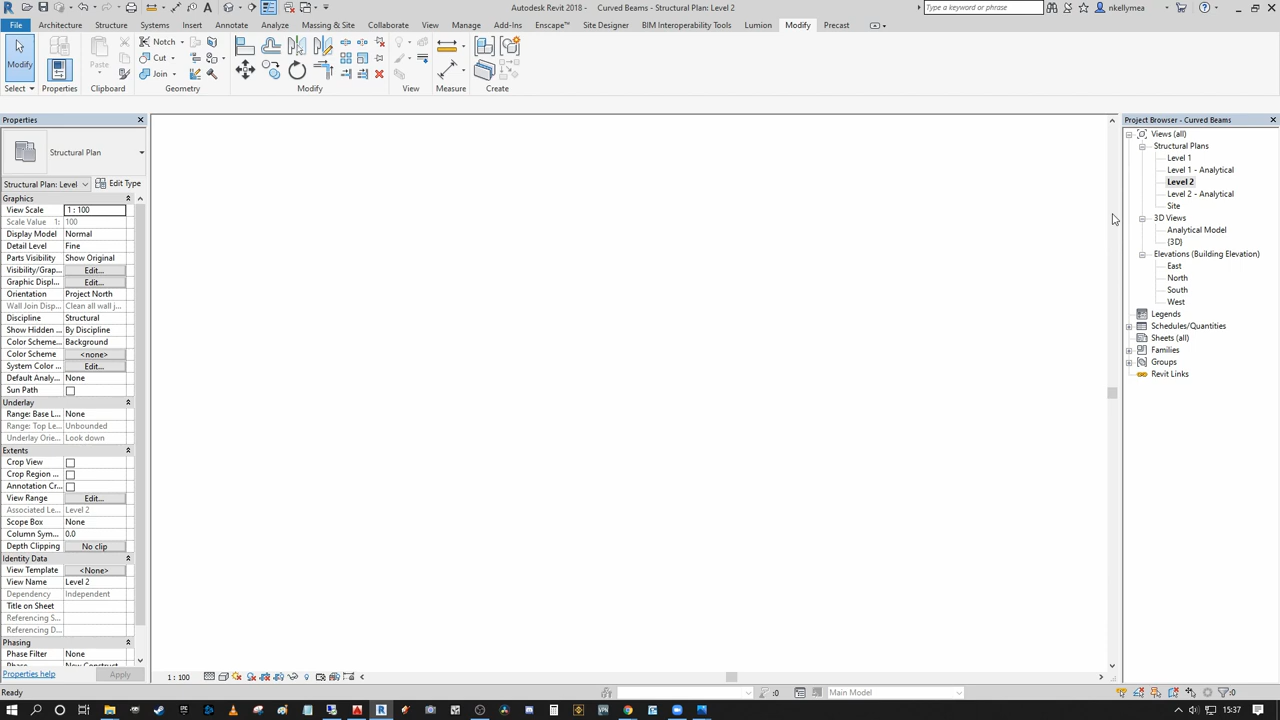 Autodesk Revit 2018 - Curved Beams - Structural Plan: Level 2
Type a keyword or phrase
nkellymea
File Architecture Structure Systems Insert Annotate Analyze Massing & Site Collaborate View Manage Add-Ins Enscape™ Site Designer BIM Interoperability Tools Lumion Modify Precast
Modify Paste Notch Cut Join
Select Properties Clipboard Geometry Modify View Measure Create
Properties
Structural Plan
Structural Plan: Level Edit Type
Graphics
View Scale 1 : 100
Scale Value 1: 100
Display Model Normal
Detail Level Fine
Parts Visibility Show Original
Visibility/Grap... Edit...
Graphic Displ... Edit...
Orientation Project North
Wall Join Disp... Clean all wall j...
Discipline Structural
Show Hidden ... By Discipline
Color Scheme... Background
Color Scheme <none>
System Color ... Edit...
Default Analy... None
Sun Path
Underlay
Range: Base L... None
Range: Top Le... Unbounded
Underlay Orie... Look down
Extents
Crop View
Crop Region ...
Annotation Cr...
View Range Edit...
Associated Le... Level 2
Scope Box None
Column Sym... 0.0
Depth Clipping No clip
Identity Data
View Template <None>
View Name Level 2
Dependency Independent
Title on Sheet
Referencing S...
Referencing D...
Phasing
Phase Filter None
Phase New Construct
Properties help Apply
Project Browser - Curved Beams
Views (all)
Structural Plans
Level 1
Level 1 - Analytical
Level 2
Level 2 - Analytical
Site
3D Views
Analytical Model
{3D}
Elevations (Building Elevation)
East
North
South
West
Legends
Schedules/Quantities
Sheets (all)
Families
Groups
Revit Links
1 : 100
Ready :0 Main Model :0
15:37